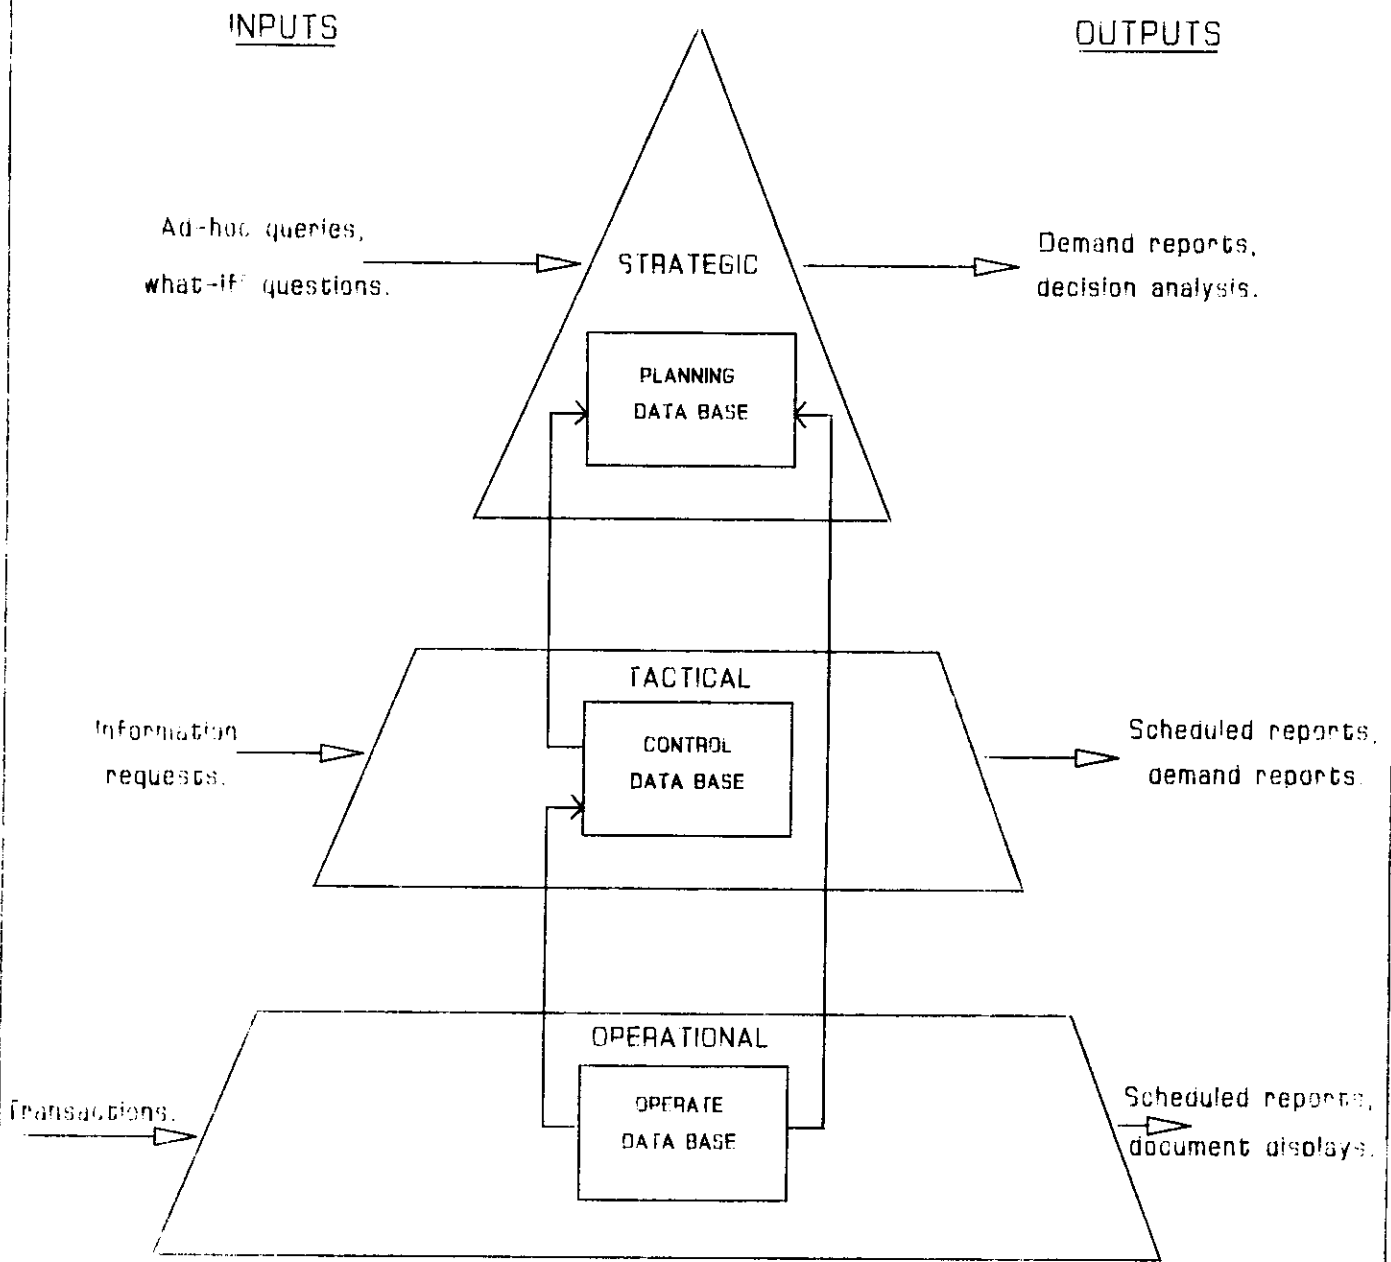 INPUTS
OUTPUTS
Ad-hoc queries,
what-if questions.
STRATEGIC
Demand reports,
decision analysis.
PLANNING
DATA BASE
TACTICAL
Information
requests.
CONTROL
DATA BASE
Scheduled reports,
demand reports.
OPERATIONAL
Transactions.
OPERATE
DATA BASE
Scheduled reports,
document displays.